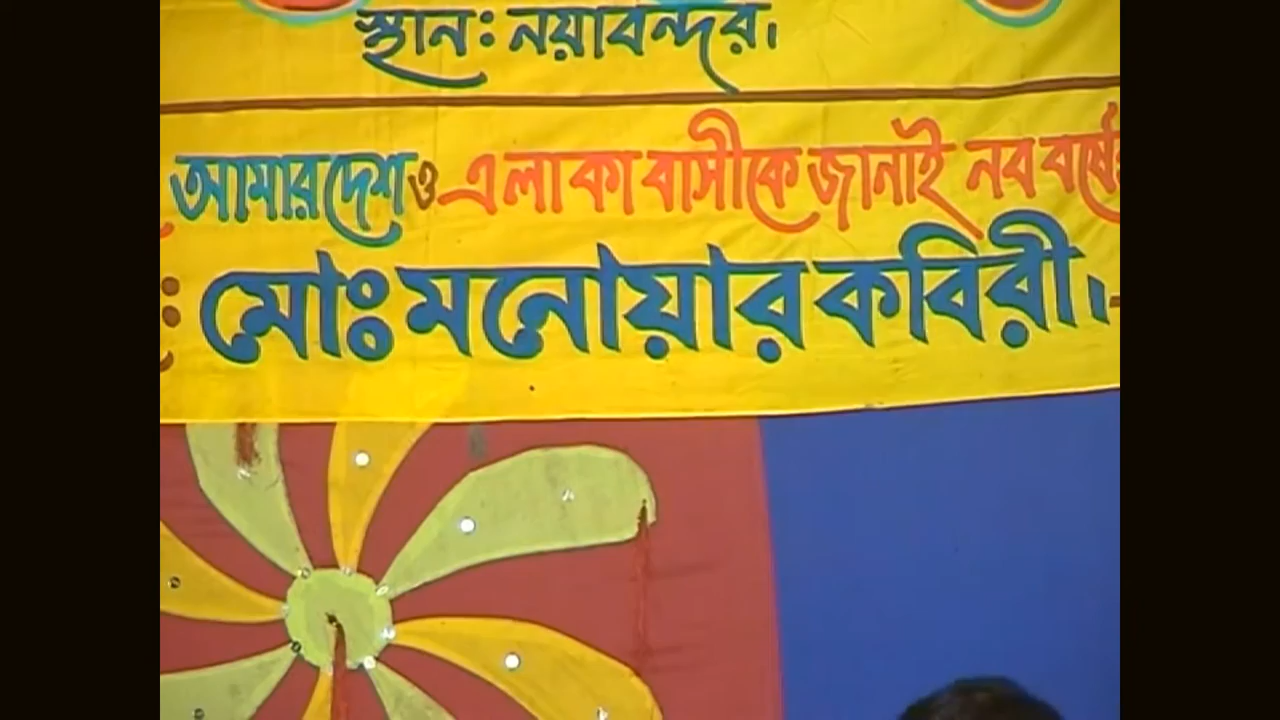 স্থান: নয়াবন্দর।
আমার দেশ ও এলাকা বাসীকে জানাই নব বর্ষে
: মোঃ মনোয়ার কবিরী।-